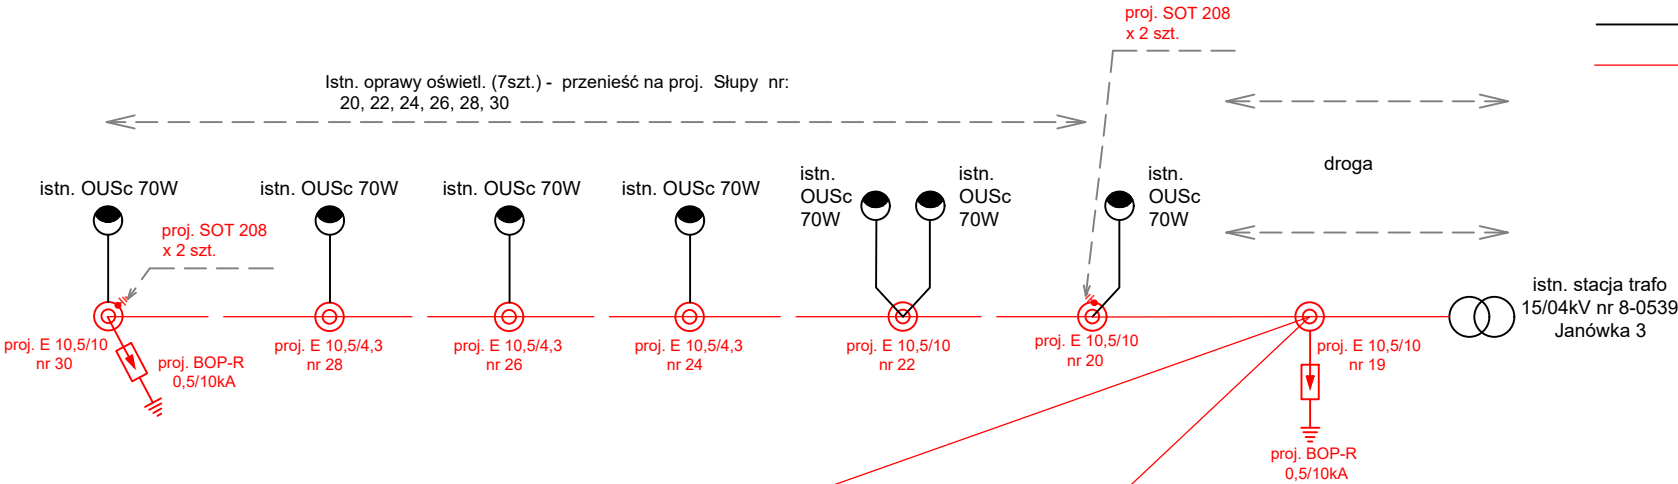 proj. SOT 208
x 2 szt.
Istn. oprawy oświetl. (7szt.) - przenieść na proj. Słupy nr:
20, 22, 24, 26, 28, 30
droga
istn. OUSc 70W
istn. OUSc 70W
istn. OUSc 70W
istn. OUSc 70W
istn.
OUSc
70W
istn.
OUSc
70W
istn.
OUSc
70W
proj. SOT 208
x 2 szt.
istn. stacja trafo
15/04kV nr 8-0539
Janówka 3
proj. E 10,5/10
nr 30
proj. BOP-R
0,5/10kA
proj. E 10,5/4,3
nr 28
proj. E 10,5/4,3
nr 26
proj. E 10,5/4,3
nr 24
proj. E 10,5/10
nr 22
proj. E 10,5/10
nr 20
proj. E 10,5/10
nr 19
proj. BOP-R
0,5/10kA